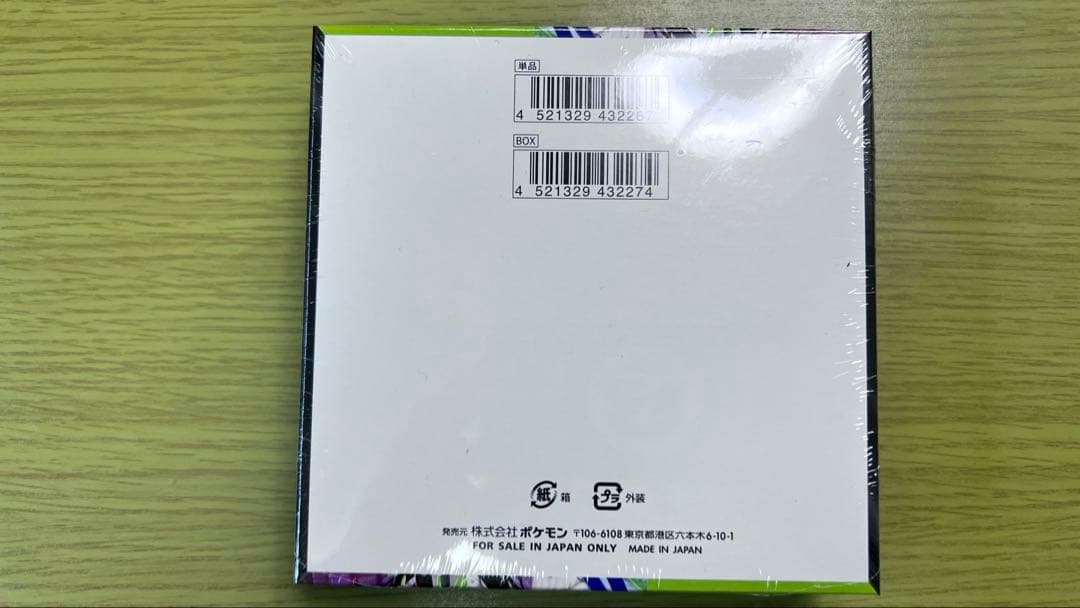 単品
4 521329 43226
BOX
4 521329 432274
紙 箱
プラ 外装
発売元 株式会社 ポケモン 〒106-6108 東京都港区六本木6-10-1
FOR SALE IN JAPAN ONLY MADE IN JAPAN